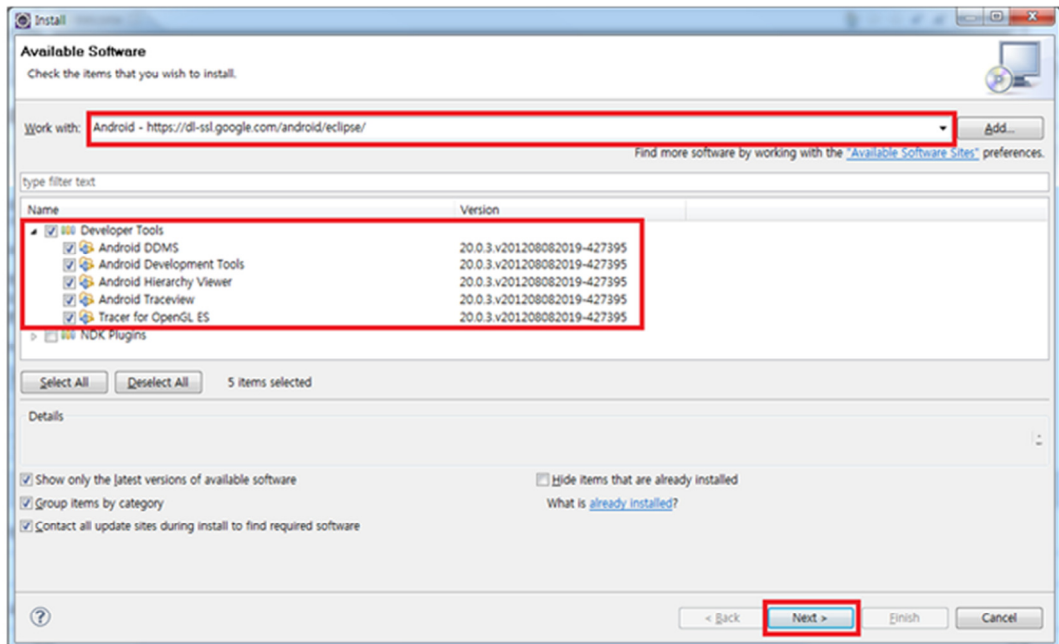 Install
Available Software
Check the items that you wish to install.
Work with: Android - https://dl-ssl.google.com/android/eclipse/ Add...
Find more software by working with the "Available Software Sites" preferences.
type filter text
Name Version
Developer Tools
Android DDMS 20.0.3.v201208082019-427395
Android Development Tools 20.0.3.v201208082019-427395
Android Hierarchy Viewer 20.0.3.v201208082019-427395
Android Traceview 20.0.3.v201208082019-427395
Tracer for OpenGL ES 20.0.3.v201208082019-427395
NDK Plugins
Select All Deselect All 5 items selected
Details
Show only the latest versions of available software Hide items that are already installed
Group items by category What is already installed?
Contact all update sites during install to find required software
? < Back Next > Finish Cancel